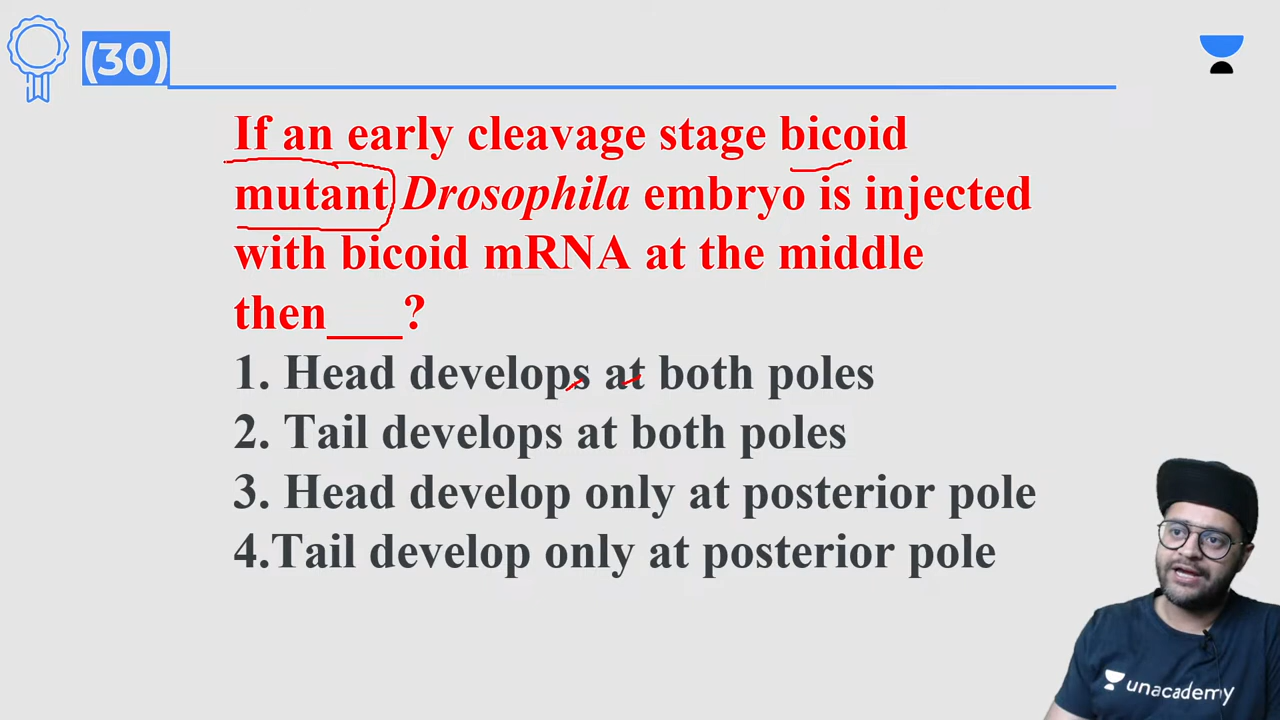 (30)
If an early cleavage stage bicoid
mutant Drosophila embryo is injected
with bicoid mRNA at the middle
then___?
1. Head develops at both poles
2. Tail develops at both poles
3. Head develop only at posterior pole
4.Tail develop only at posterior pole
unacademy